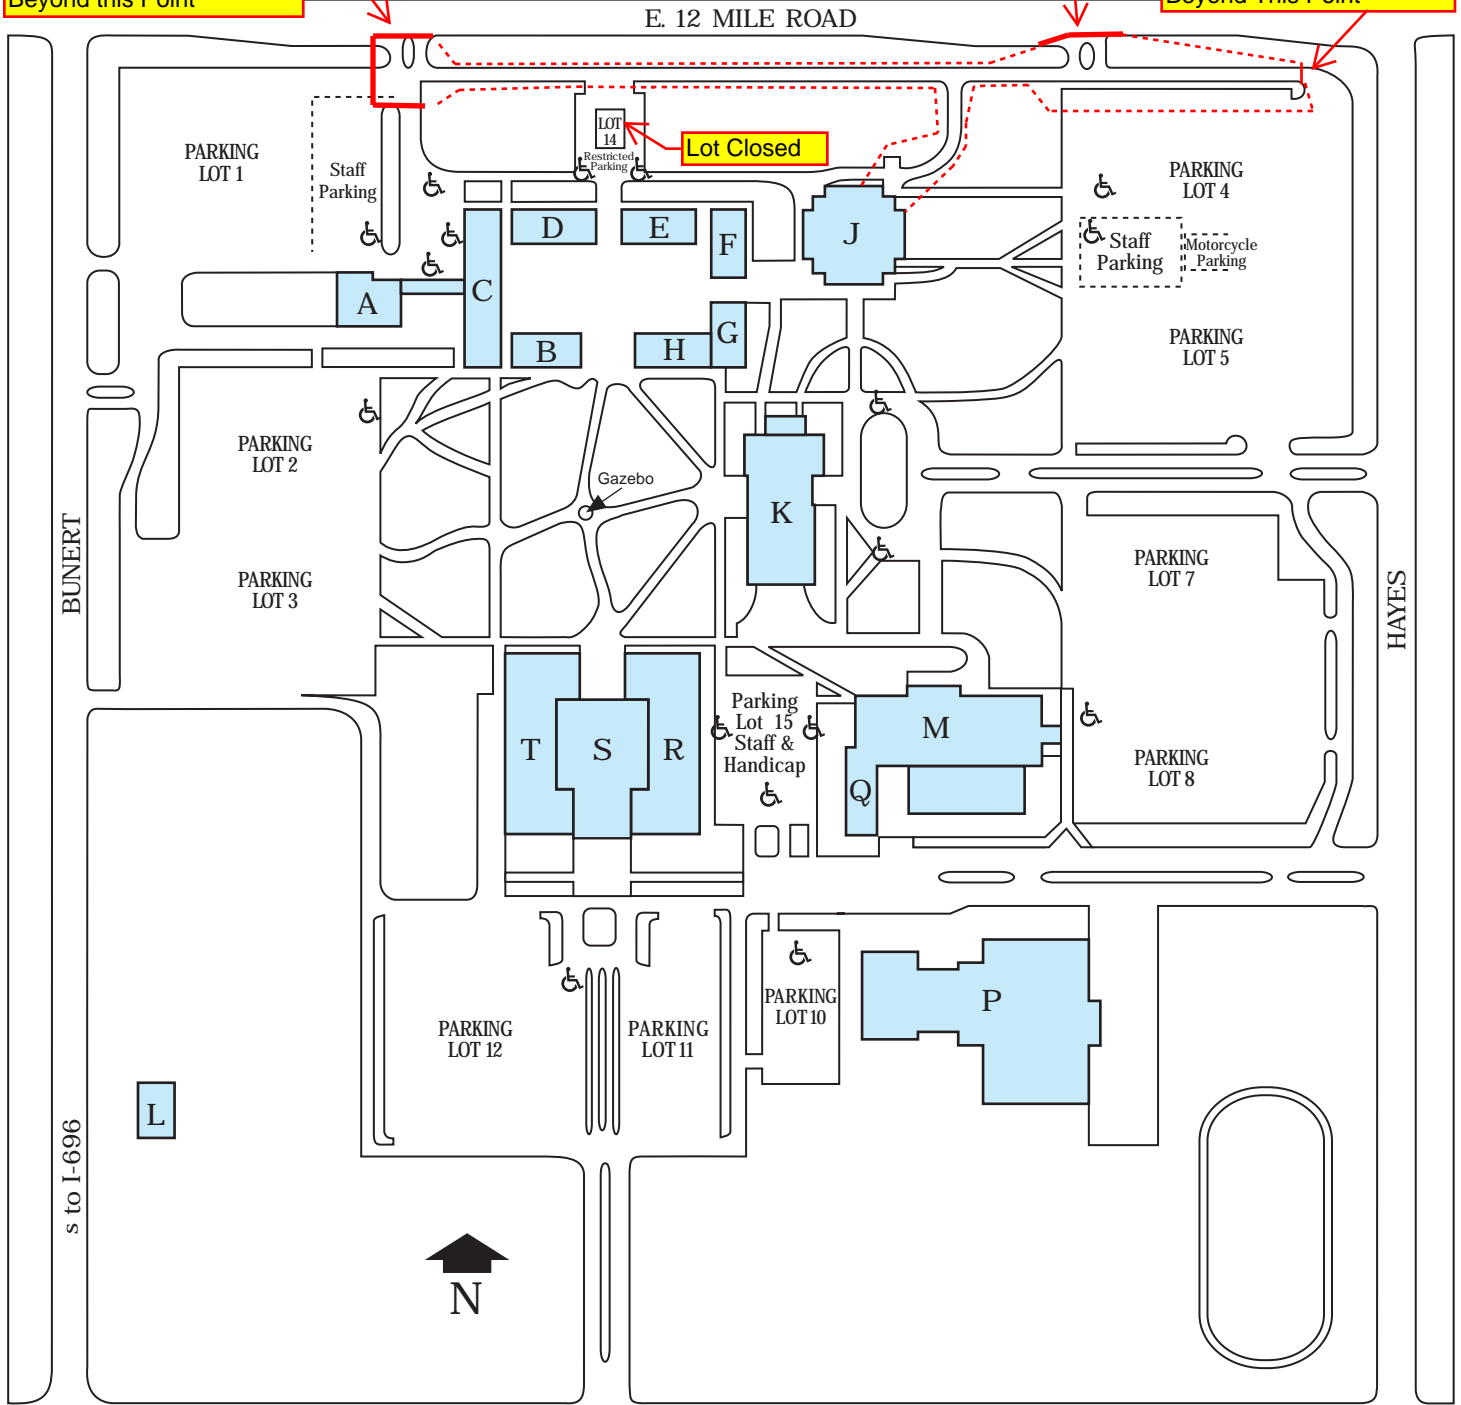 Beyond this Point
Beyond This Point
E. 12 MILE ROAD
LOT
14
Restricted
Parking
Lot Closed
PARKING
LOT 1
Staff
Parking
PARKING
LOT 4
Staff
Parking
Motorcycle
Parking
D
E
F
J
A
C
B
H
G
PARKING
LOT 5
PARKING
LOT 2
Gazebo
K
PARKING
LOT 3
PARKING
LOT 7
BUNERT
HAYES
T
S
R
Parking
Lot 15
Staff &
Handicap
M
Q
PARKING
LOT 8
PARKING
LOT 12
PARKING
LOT 11
PARKING
LOT 10
P
L
s to I-696
N